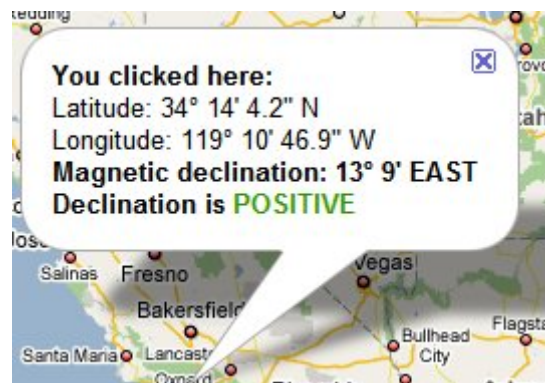 You clicked here:
Latitude: 34° 14' 4.2" N
Longitude: 119° 10' 46.9" W
Magnetic declination: 13° 9' EAST
Declination is POSITIVE
Salinas
Fresno
Vegas
Bakersfield
Bullhead
City
Santa Maria
Oxnard